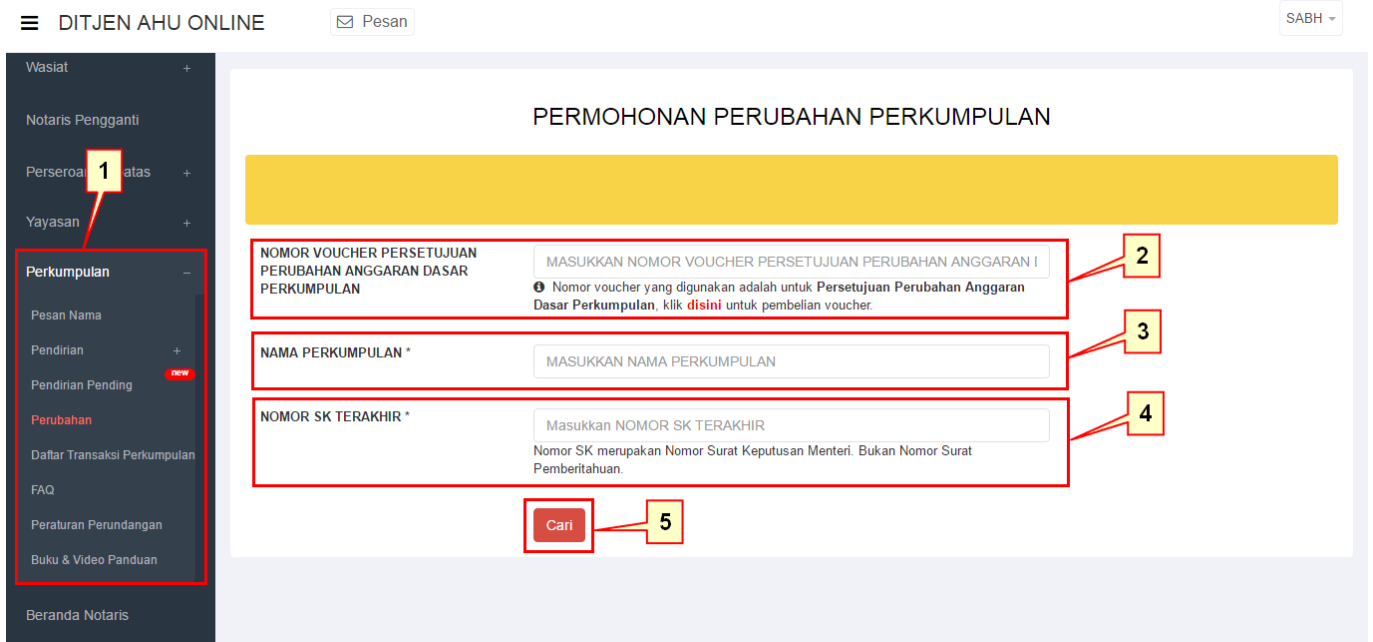 DITJEN AHU ONLINE
Pesan
SABH
Wasiat +
Notaris Pengganti
1
Perseroa atas +
Yayasan +
Perkumpulan -
Pesan Nama
Pendirian +
new
Pendirian Pending
Perubahan
Daftar Transaksi Perkumpulan
FAQ
Peraturan Perundangan
Buku & Video Panduan
Beranda Notaris
PERMOHONAN PERUBAHAN PERKUMPULAN
NOMOR VOUCHER PERSETUJUAN
PERUBAHAN ANGGARAN DASAR
PERKUMPULAN
MASUKKAN NOMOR VOUCHER PERSETUJUAN PERUBAHAN ANGGARAN
Nomor voucher yang digunakan adalah untuk Persetujuan Perubahan Anggaran
Dasar Perkumpulan, klik disini untuk pembelian voucher.
2
NAMA PERKUMPULAN *
MASUKKAN NAMA PERKUMPULAN
3
NOMOR SK TERAKHIR *
Masukkan NOMOR SK TERAKHIR
Nomor SK merupakan Nomor Surat Keputusan Menteri. Bukan Nomor Surat
Pemberitahuan.
4
Cari
5